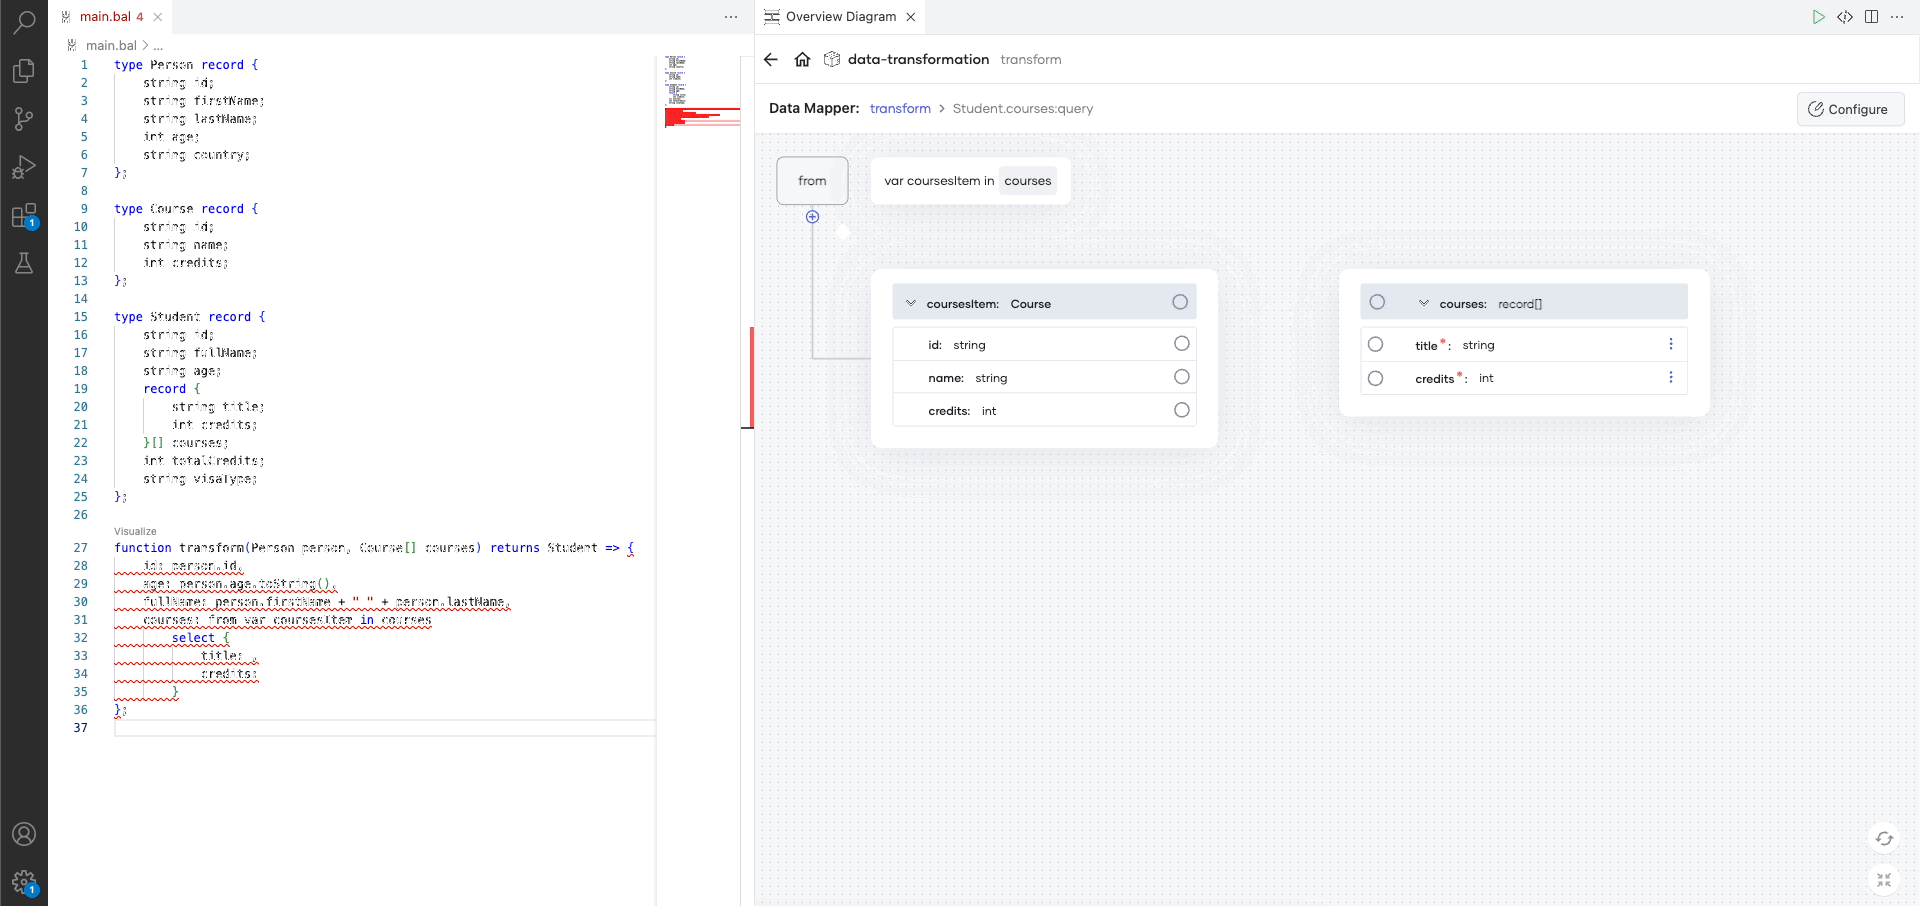 main.bal 4
main.bal > ...
1 type Person record {
2 string id;
3 string firstName;
4 string lastName;
5 int age;
6 string country;
7 };
8
9 type Course record {
10 string id;
11 string name;
12 int credits;
13 };
14
15 type Student record {
16 string id;
17 string fullName;
18 string age;
19 record {
20 string title;
21 int credits;
22 }[] courses;
23 int totalCredits;
24 string visaType;
25 };
26
Visualize
27 function transform(Person person, Course[] courses) returns Student => {
28 id: person.id,
29 age: person.age.toString(),
30 fullName: person.firstName + " " + person.lastName,
31 courses: from var coursesItem in courses
32 select {
33 title: ,
34 credits:
35 }
36 };
37
1
1
Overview Diagram
data-transformation transform
Data Mapper: transform > Student.courses:query
Configure
from
var coursesItem in courses
coursesItem: Course
id: string
name: string
credits: int
courses: record[]
title*: string
credits*: int